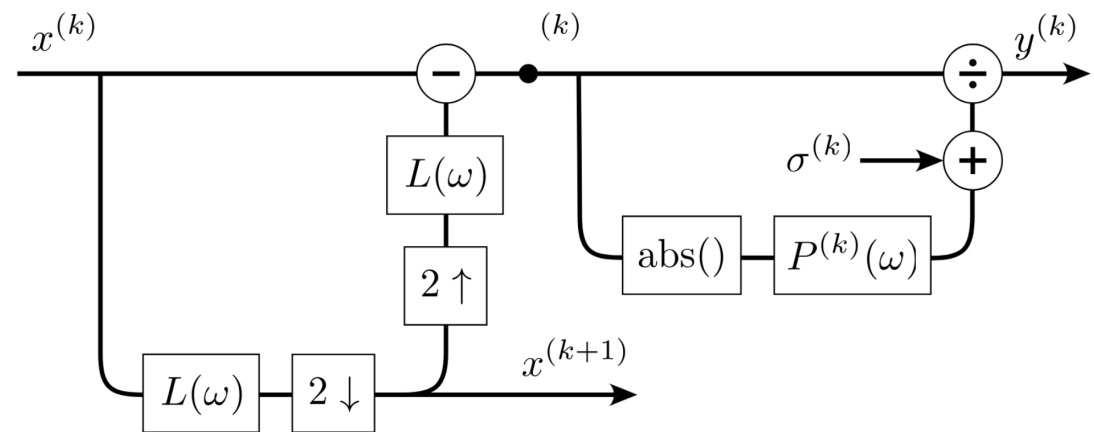 x^{(k)}
^{(k)}
y^{(k)}
−
÷
L(ω)
σ^{(k)}
+
abs()
P^{(k)}(ω)
2 ↑
x^{(k+1)}
L(ω)
2 ↓